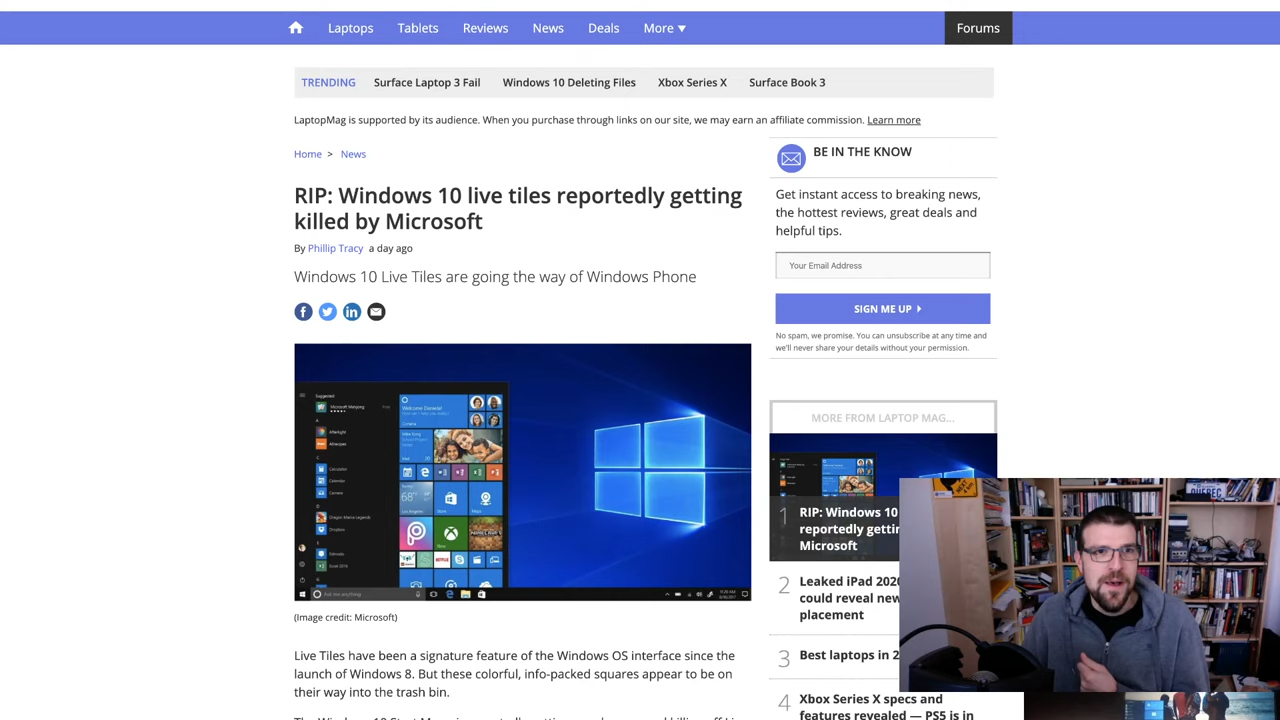 Laptops Tablets Reviews News Deals More ▼ Forums
TRENDING Surface Laptop 3 Fail Windows 10 Deleting Files Xbox Series X Surface Book 3
LaptopMag is supported by its audience. When you purchase through links on our site, we may earn an affiliate commission. Learn more
Home > News
RIP: Windows 10 live tiles reportedly getting
killed by Microsoft
By Phillip Tracy a day ago
Windows 10 Live Tiles are going the way of Windows Phone
(Image credit: Microsoft)
Live Tiles have been a signature feature of the Windows OS interface since the
launch of Windows 8. But these colorful, info-packed squares appear to be on
their way into the trash bin.
BE IN THE KNOW
Get instant access to breaking news,
the hottest reviews, great deals and
helpful tips.
Your Email Address
SIGN ME UP
No spam, we promise. You can unsubscribe at any time and
we'll never share your details without your permission.
MORE FROM LAPTOP MAG...
1 RIP: Windows 10
reportedly getting
Microsoft
2 Leaked iPad 2020
could reveal new
placement
3 Best laptops in 2
4 Xbox Series X specs and
features revealed — PS5 is in
QUEBEC